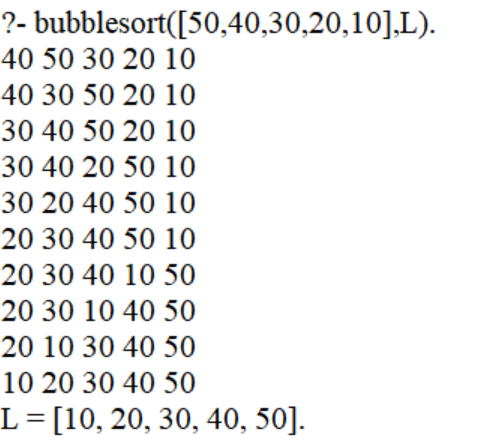 ?- bubblesort([50,40,30,20,10],L).
40 50 30 20 10
40 30 50 20 10
30 40 50 20 10
30 40 20 50 10
30 20 40 50 10
20 30 40 50 10
20 30 40 10 50
20 30 10 40 50
20 10 30 40 50
10 20 30 40 50
L = [10, 20, 30, 40, 50].